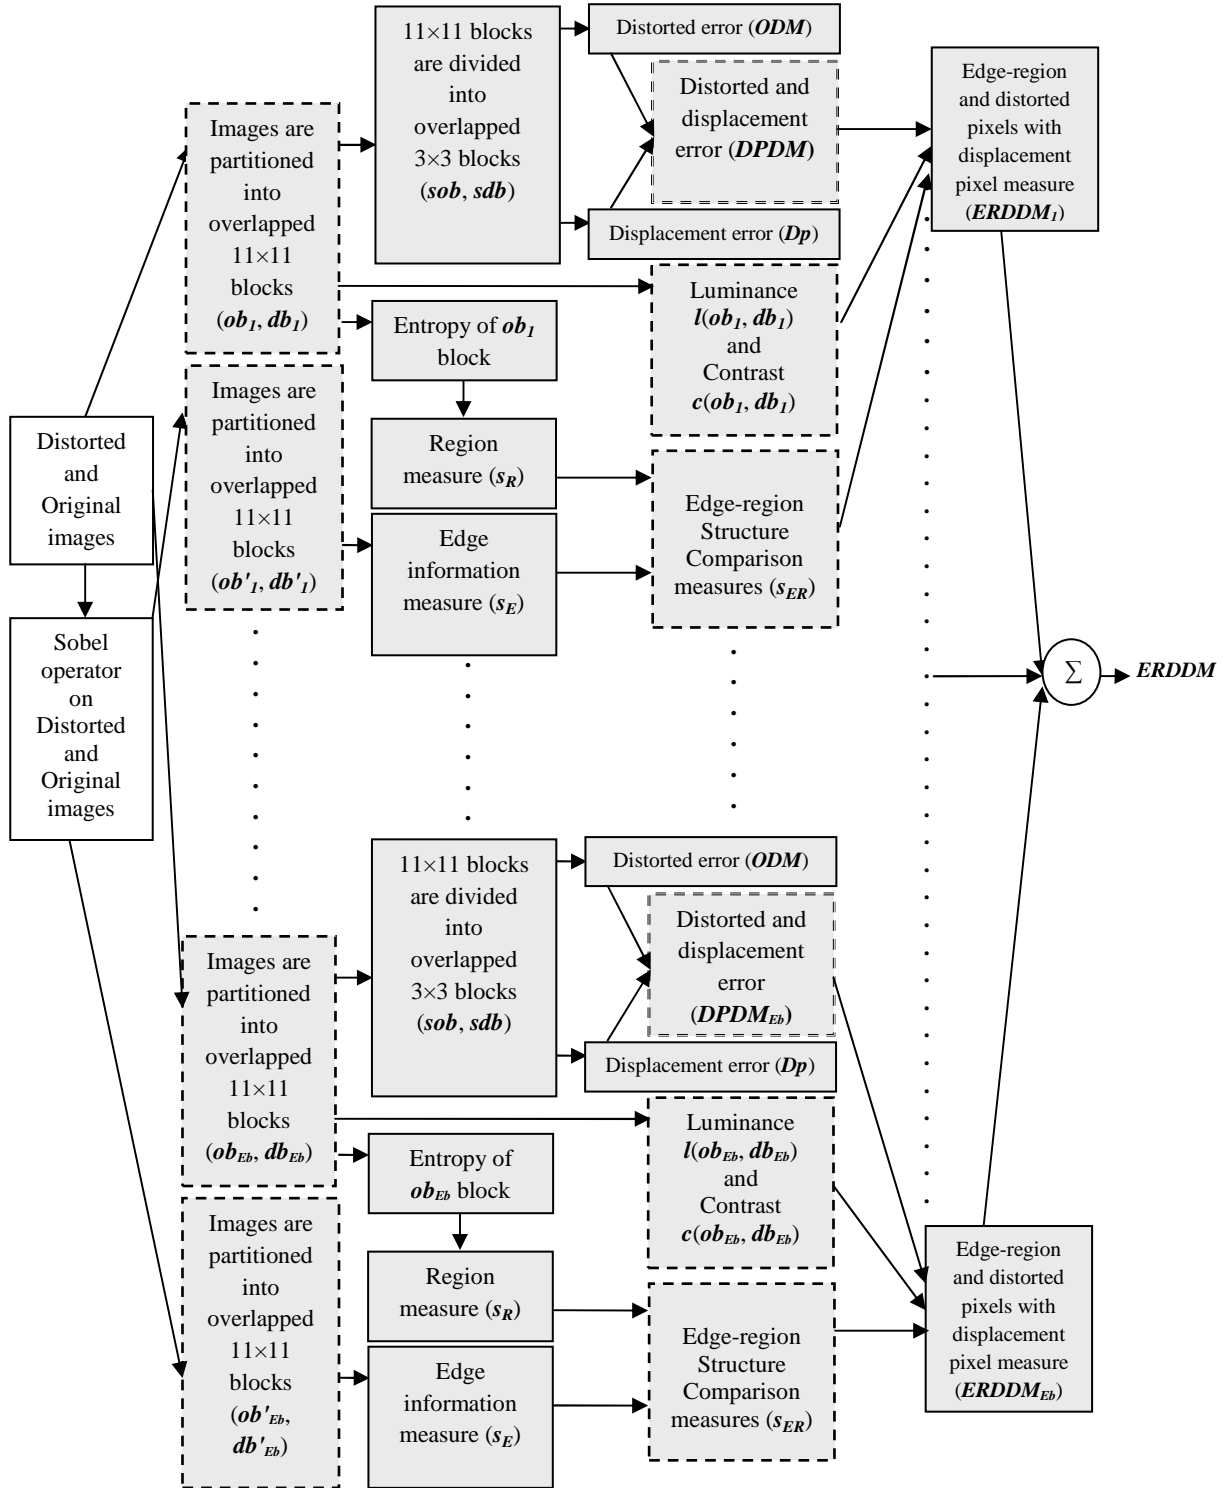 Distorted
and
Original
images
Sobel
operator
on
Distorted
and
Original
images
Images are
partitioned
into
overlapped
11×11
blocks
(ob1, db1)
Images are
partitioned
into
overlapped
11×11
blocks
(ob'1, db'1)
11×11 blocks
are divided
into
overlapped
3×3 blocks
(sob, sdb)
Entropy of ob1
block
Region
measure (sR)
Edge
information
measure (sE)
Distorted error (ODM)
Distorted and
displacement
error (DPDM)
Displacement error (Dp)
Luminance
l(ob1, db1)
and
Contrast
c(ob1, db1)
Edge-region
Structure
Comparison
measures (sER)
Edge-region
and distorted
pixels with
displacement
pixel measure
(ERDDM1)
∑
ERDDM
Images are
partitioned
into
overlapped
11×11
blocks
(obEb, dbEb)
Images are
partitioned
into
overlapped
11×11
blocks
(ob'Eb,
db'Eb)
11×11 blocks
are divided
into
overlapped
3×3 blocks
(sob, sdb)
Entropy of
obEb block
Region
measure (sR)
Edge
information
measure (sE)
Distorted error (ODM)
Distorted and
displacement
error
(DPDMEb)
Displacement error (Dp)
Luminance
l(obEb, dbEb)
and
Contrast
c(obEb, dbEb)
Edge-region
Structure
Comparison
measures (sER)
Edge-region
and distorted
pixels with
displacement
pixel measure
(ERDDMEb)